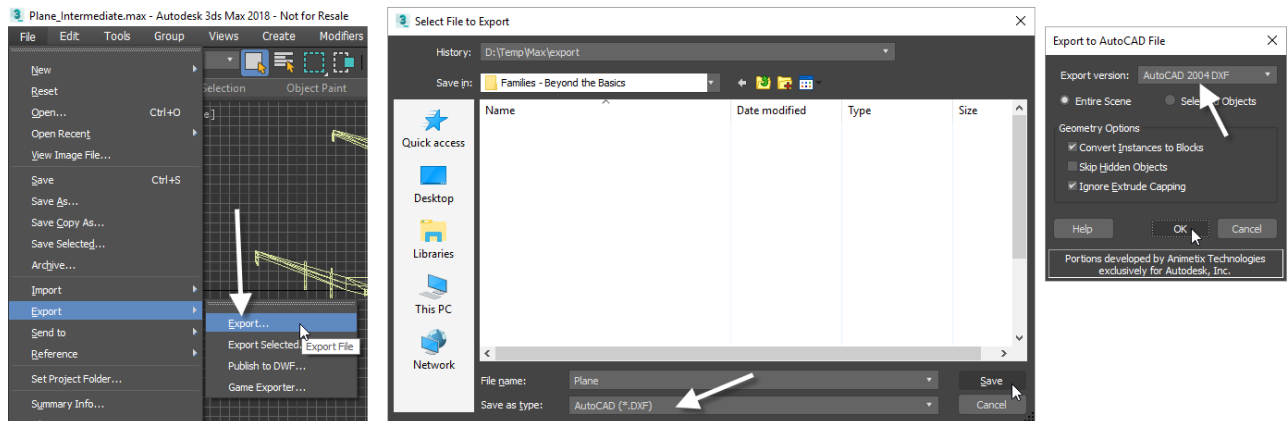 Plane_Intermediate.max - Autodesk 3ds Max 2018 - Not for Resale
File Edit Tools Group Views Create Modifiers
New
Reset
Open... Ctrl+O
Open Recent
View Image File...
Save Ctrl+S
Save As...
Save Copy As...
Save Selected...
Archive...
Import
Export
Send to
Reference
Set Project Folder...
Summary Info...
Selection Object Paint
Export...
Export Selected
Export File
Publish to DWF...
Game Exporter...
Select File to Export
History: D:\Temp\Max\export
Save in: Families - Beyond the Basics
Name Date modified Type Size
Quick access
Desktop
Libraries
This PC
Network
File name: Plane Save
Save as type: AutoCAD (*.DXF) Cancel
Export to AutoCAD File
Export version: AutoCAD 2004 DXF
Entire Scene Objects
Geometry Options
Convert Instances to Blocks
Skip Hidden Objects
Ignore Extrude Capping
Help OK Cancel
Portions developed by Animetix Technologies
exclusively for Autodesk, Inc.